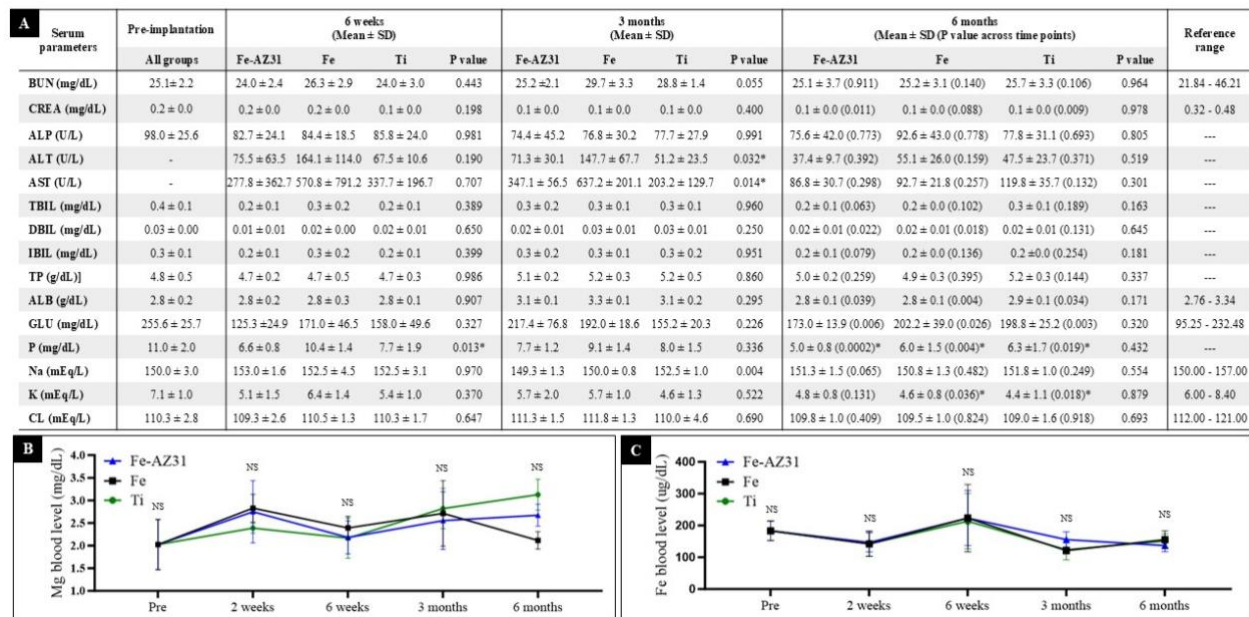 A
Serum parameters Pre-implantation 6 weeks (Mean ± SD) 3 months (Mean ± SD) 6 months (Mean ± SD (P value across time points) Reference range
All groups Fe-AZ31 Fe Ti P value Fe-AZ31 Fe Ti P value Fe-AZ31 Fe Ti P value
BUN (mg/dL) 25.1± 2.2 24.0 ± 2.4 26.3 ± 2.9 24.0 ± 3.0 0.443 25.2 ±2.1 29.7 ± 3.3 28.8 ± 1.4 0.055 25.1 ± 3.7 (0.911) 25.2 ± 3.1 (0.140) 25.7 ± 3.3 (0.106) 0.964 21.84 - 46.21
CREA (mg/dL) 0.2 ± 0.0 0.2 ± 0.0 0.2 ± 0.0 0.1 ± 0.0 0.198 0.1 ± 0.0 0.1 ± 0.0 0.1 ± 0.0 0.400 0.1 ± 0.0 (0.011) 0.1 ± 0.0 (0.088) 0.1 ± 0.0 (0.009) 0.978 0.32 - 0.48
ALP (U/L) 98.0 ± 25.6 82.7 ± 24.1 84.4 ± 18.5 85.8 ± 24.0 0.981 74.4 ± 45.2 76.8 ± 30.2 77.7 ± 27.9 0.991 75.6 ± 42.0 (0.773) 92.6 ± 43.0 (0.778) 77.8 ± 31.1 (0.693) 0.805 ---
ALT (U/L) - 75.5 ± 63.5 164.1 ± 114.0 67.5 ± 10.6 0.190 71.3 ± 30.1 147.7 ± 67.7 51.2 ± 23.5 0.032* 37.4 ± 9.7 (0.392) 55.1 ± 26.0 (0.159) 47.5 ± 23.7 (0.371) 0.519 ---
AST (U/L) - 277.8 ± 362.7 570.8 ± 791.2 337.7 ± 196.7 0.707 347.1 ± 56.5 637.2 ± 201.1 203.2 ± 129.7 0.014* 86.8 ± 30.7 (0.298) 92.7 ± 21.8 (0.257) 119.8 ± 35.7 (0.132) 0.301 ---
TBIL (mg/dL) 0.4 ± 0.1 0.2 ± 0.1 0.3 ± 0.2 0.2 ± 0.1 0.389 0.3 ± 0.2 0.3 ± 0.1 0.3 ± 0.1 0.960 0.2 ± 0.1 (0.063) 0.2 ± 0.0 (0.102) 0.3 ± 0.1 (0.189) 0.163 ---
DBIL (mg/dL) 0.03 ± 0.00 0.01 ± 0.01 0.02 ± 0.00 0.02 ± 0.01 0.650 0.02 ± 0.01 0.03 ± 0.01 0.03 ± 0.01 0.250 0.02 ± 0.01 (0.022) 0.02 ± 0.01 (0.018) 0.02 ± 0.01 (0.131) 0.645 ---
IBIL (mg/dL) 0.3 ± 0.1 0.2 ± 0.1 0.3 ± 0.2 0.2 ± 0.1 0.399 0.3 ± 0.2 0.3 ± 0.1 0.3 ± 0.2 0.951 0.2 ± 0.1 (0.079) 0.2 ± 0.0 (0.136) 0.2 ±0.0 (0.254) 0.181 ---
TP (g/dL)] 4.8 ± 0.5 4.7 ± 0.2 4.7 ± 0.5 4.7 ± 0.3 0.986 5.1 ± 0.2 5.2 ± 0.3 5.2 ± 0.5 0.860 5.0 ± 0.2 (0.259) 4.9 ± 0.3 (0.395) 5.2 ± 0.3 (0.144) 0.337 ---
ALB (g/dL) 2.8 ± 0.2 2.8 ± 0.2 2.8 ± 0.3 2.8 ± 0.1 0.907 3.1 ± 0.1 3.3 ± 0.1 3.1 ± 0.2 0.295 2.8 ± 0.1 (0.039) 2.8 ± 0.1 (0.004) 2.9 ± 0.1 (0.034) 0.171 2.76 - 3.34
GLU (mg/dL) 255.6 ± 25.7 125.3 ±24.9 171.0 ± 46.5 158.0 ± 49.6 0.327 217.4 ± 76.8 192.0 ± 18.6 155.2 ± 20.3 0.226 173.0 ± 13.9 (0.006) 202.2 ± 39.0 (0.026) 198.8 ± 25.2 (0.003) 0.320 95.25 - 232.48
P (mg/dL) 11.0 ± 2.0 6.6 ± 0.8 10.4 ± 1.4 7.7 ± 1.9 0.013* 7.7 ± 1.2 9.1 ± 1.4 8.0 ± 1.5 0.336 5.0 ± 0.8 (0.0002)* 6.0 ± 1.5 (0.004)* 6.3 ±1.7 (0.019)* 0.432 ---
Na (mEq/L) 150.0 ± 3.0 153.0 ± 1.6 152.5 ± 4.5 152.5 ± 3.1 0.970 149.3 ± 1.3 150.0 ± 0.8 152.5 ± 1.0 0.004 151.3 ± 1.5 (0.065) 150.8 ± 1.3 (0.482) 151.8 ± 1.0 (0.249) 0.554 150.00 - 157.00
K (mEq/L) 7.1 ± 1.0 5.1 ± 1.5 6.4 ± 1.4 5.4 ± 1.0 0.370 5.7 ± 2.0 5.7 ± 1.0 4.6 ± 1.3 0.522 4.8 ± 0.8 (0.131) 4.6 ± 0.8 (0.036)* 4.4 ± 1.1 (0.018)* 0.879 6.00 - 8.40
CL (mEq/L) 110.3 ± 2.8 109.3 ± 2.6 110.5 ± 1.3 110.3 ± 1.7 0.647 111.3 ± 1.5 111.8 ± 1.3 110.0 ± 4.6 0.690 109.8 ± 1.0 (0.409) 109.5 ± 1.0 (0.824) 109.0 ± 1.6 (0.918) 0.693 112.00 - 121.00
B
Mg blood level (mg/dL)
4.0
3.5
3.0
2.5
2.0
1.5
1.0
Fe-AZ31
Fe
Ti
NS NS NS NS NS
Pre 2 weeks 6 weeks 3 months 6 months
C
Fe blood level (ug/dL)
400
300
200
100
0
Fe-AZ31
Fe
Ti
NS NS NS NS NS
Pre 2 weeks 6 weeks 3 months 6 months